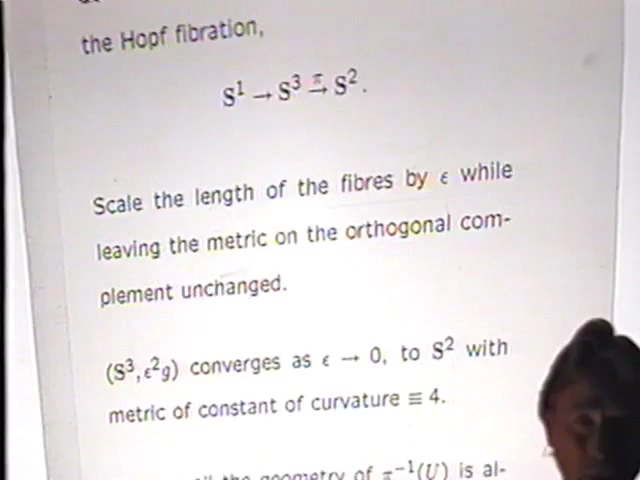 the Hopf fibration,
S¹ → S³ →^π S².
Scale the length of the fibres by ϵ while
leaving the metric on the orthogonal com-
plement unchanged.
(S³, ϵ²g) converges as ϵ → 0, to S² with
metric of constant of curvature ≡ 4.
the geometry of π⁻¹(U) is al-